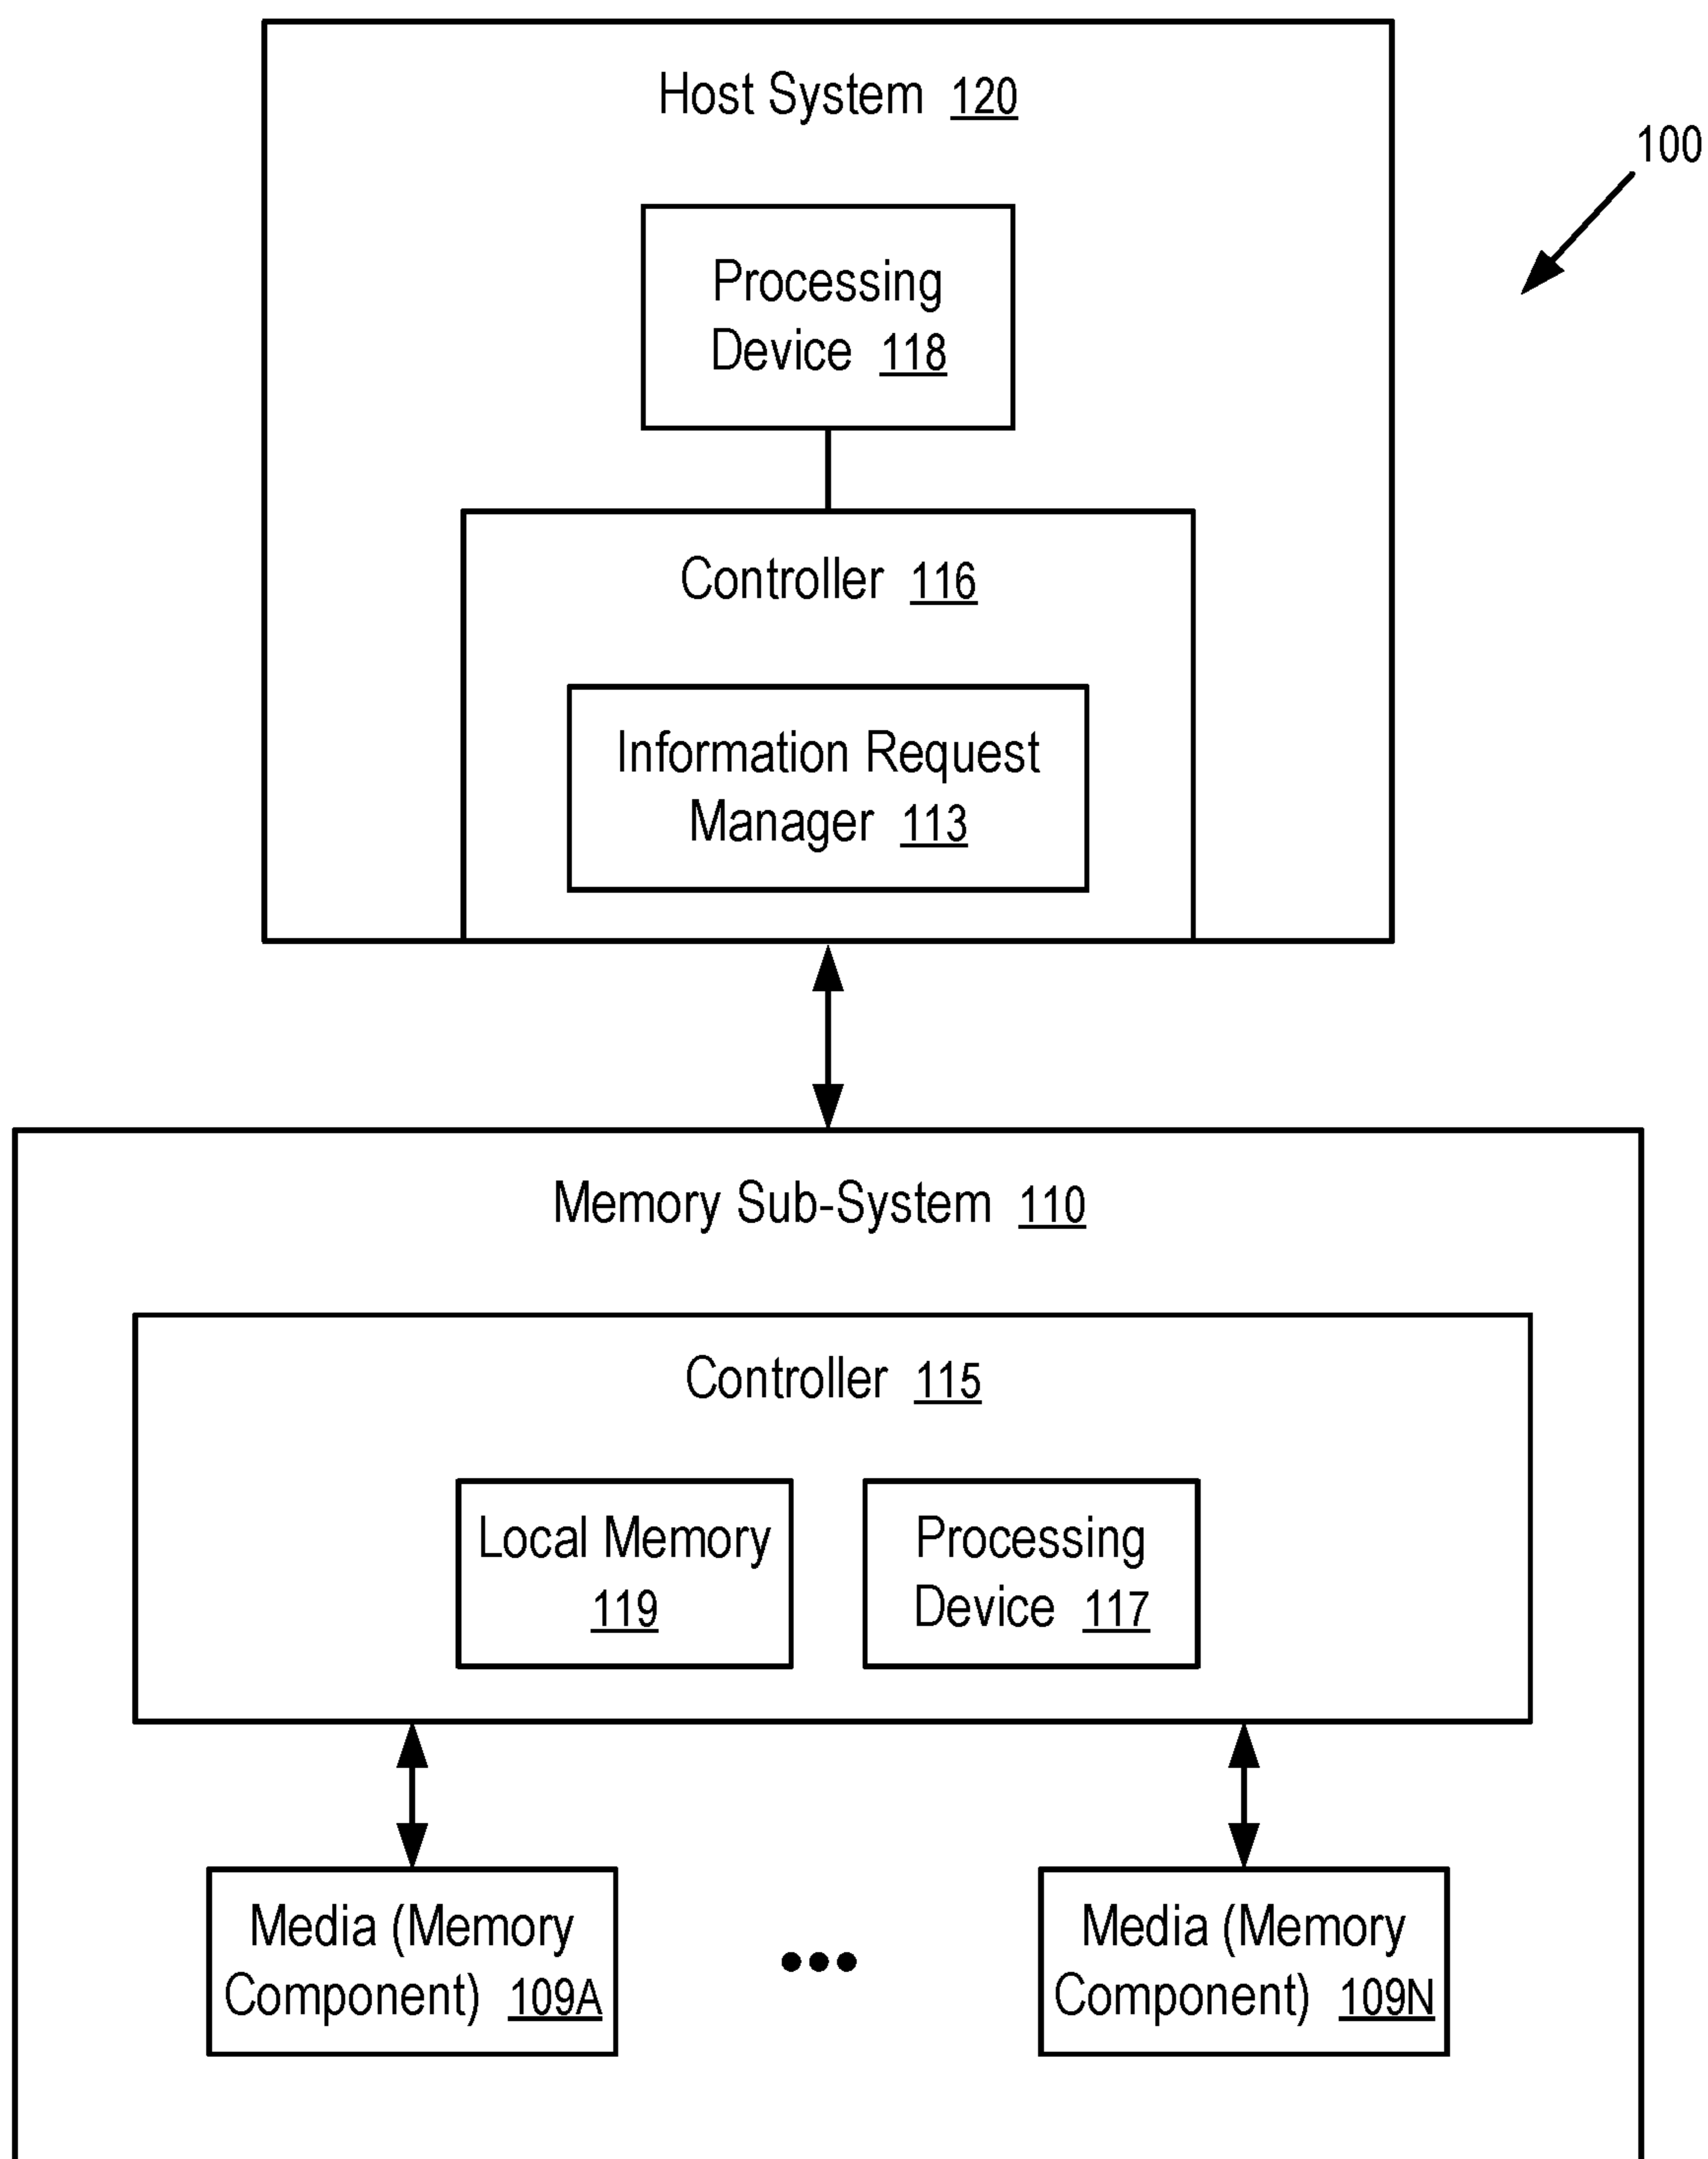 Host System 120
100
Processing
Device 118
Controller 116
Information Request
Manager 113
Memory Sub-System 110
Controller 115
Local Memory
119
Processing
Device 117
Media (Memory
Component) 109A
Media (Memory
Component) 109N